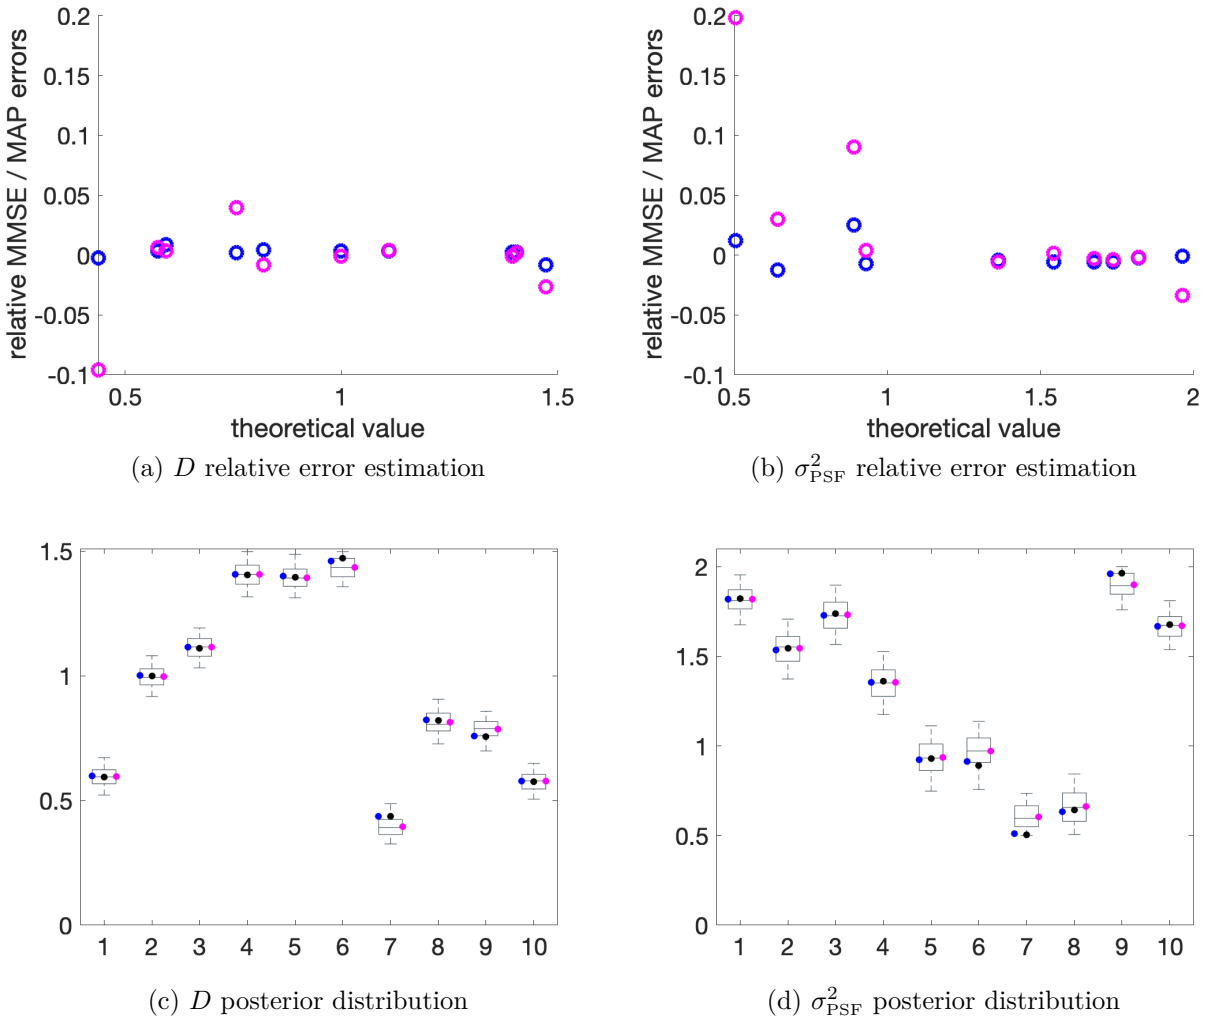 0.2
0.15
0.1
0.05
0
-0.05
-0.1
relative MMSE / MAP errors
0.5 1 1.5
theoretical value
(a) D relative error estimation
0.2
0.15
0.1
0.05
0
-0.05
-0.1
relative MMSE / MAP errors
0.5 1 1.5 2
theoretical value
(b) σ²_PSF relative error estimation
1.5
1
0.5
0
1 2 3 4 5 6 7 8 9 10
(c) D posterior distribution
2
1.5
1
0.5
0
1 2 3 4 5 6 7 8 9 10
(d) σ²_PSF posterior distribution